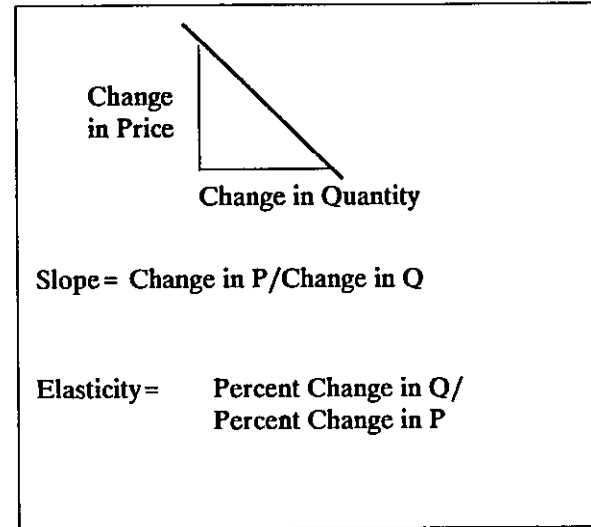 Change
in Price
Change in Quantity
Slope= Change in P/Change in Q
Elasticity= Percent Change in Q/
Percent Change in P